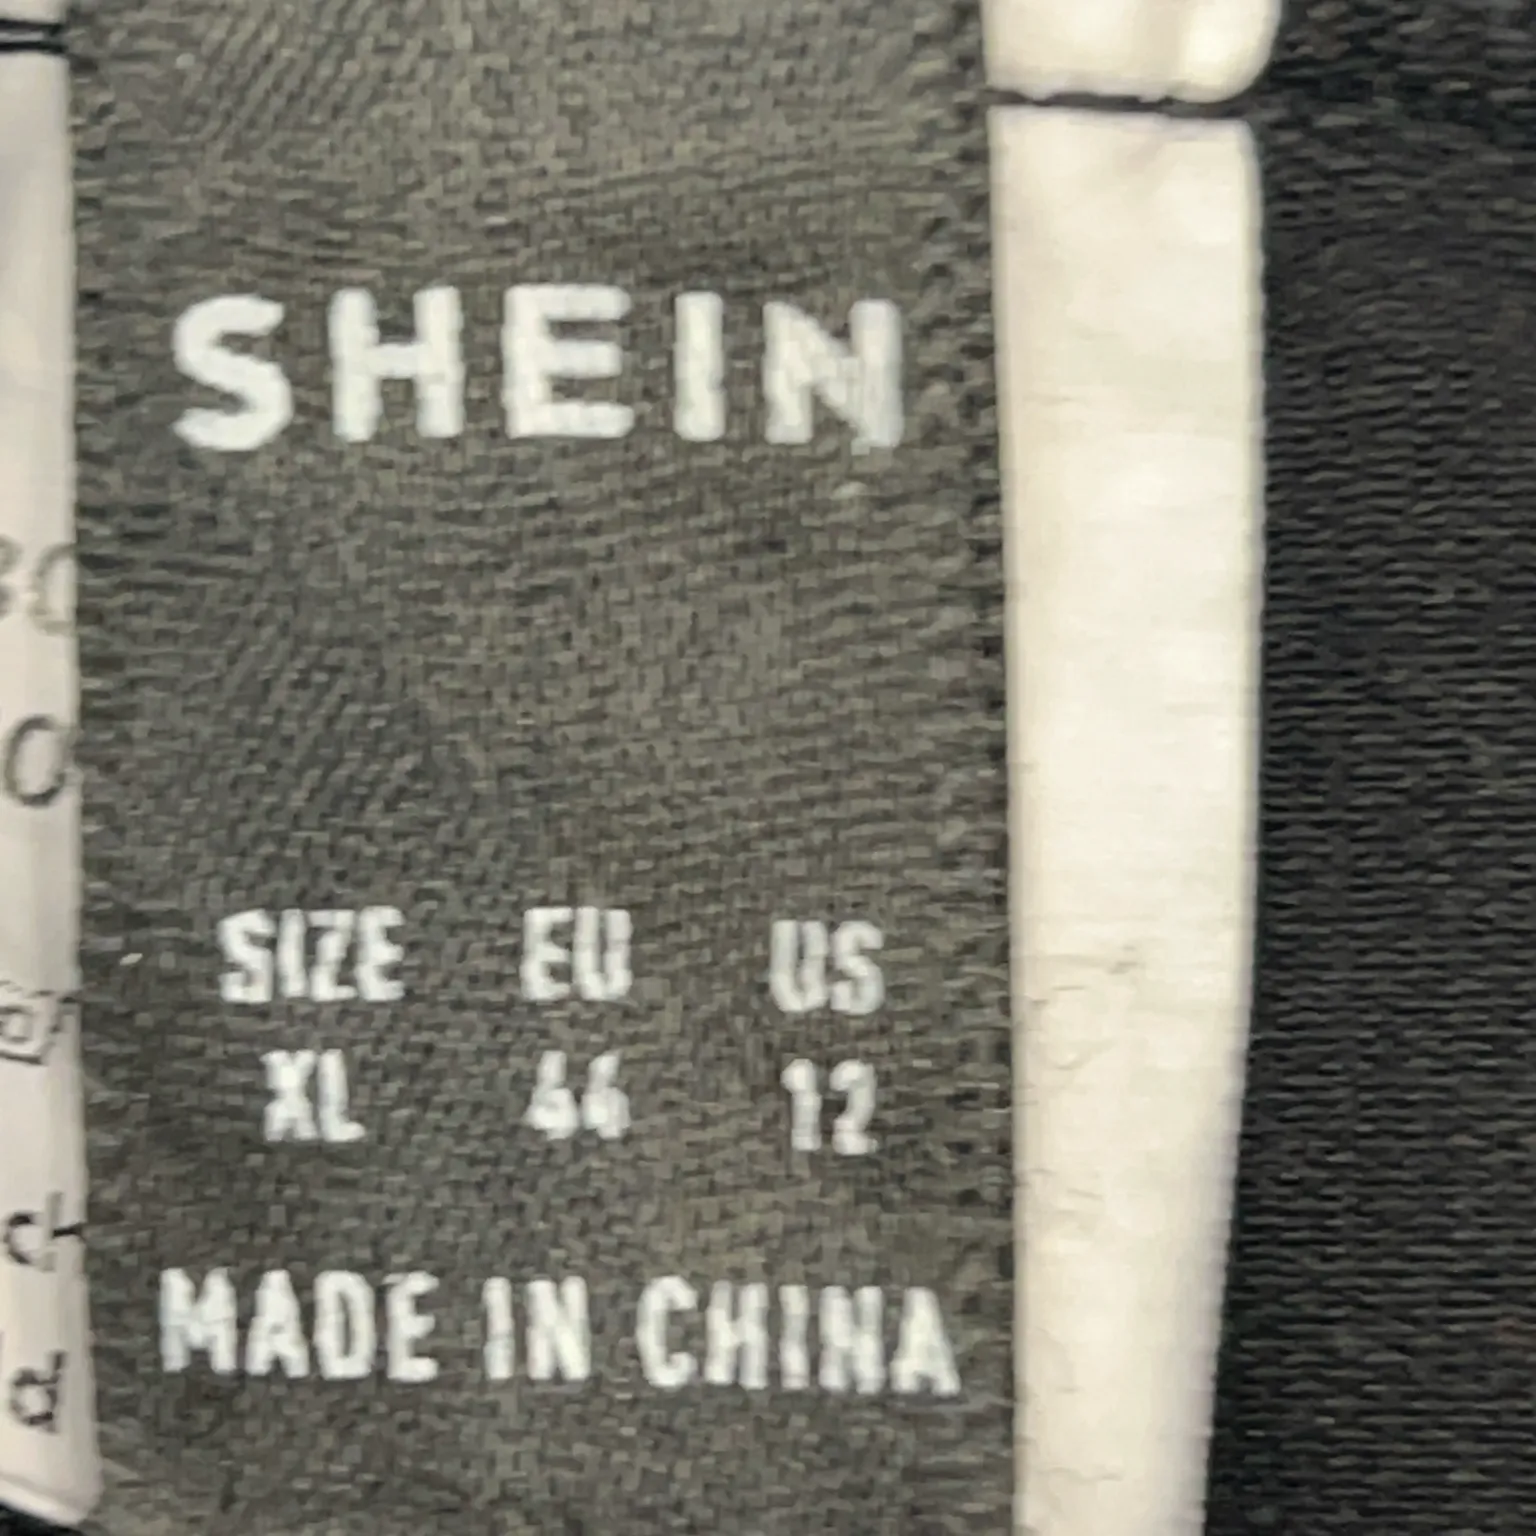 SHEIN
SIZE EU US
XL 44 12
MADE IN CHINA